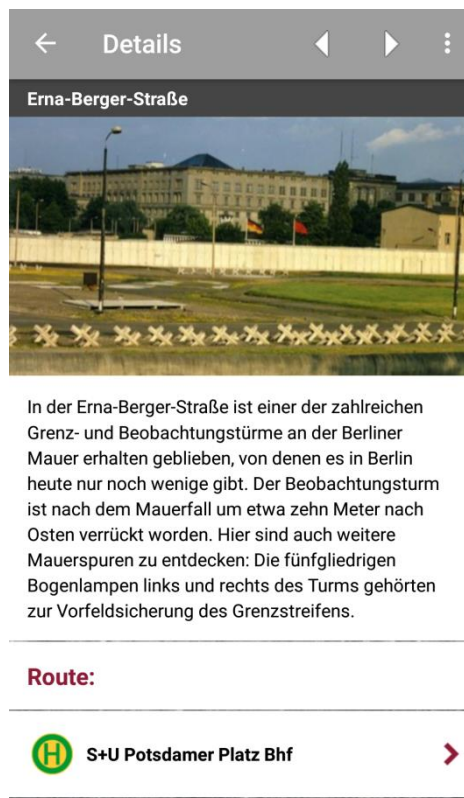 Details
Erna-Berger-Straße
In der Erna-Berger-Straße ist einer der zahlreichen
Grenz- und Beobachtungstürme an der Berliner
Mauer erhalten geblieben, von denen es in Berlin
heute nur noch wenige gibt. Der Beobachtungsturm
ist nach dem Mauerfall um etwa zehn Meter nach
Osten verrückt worden. Hier sind auch weitere
Mauerspuren zu entdecken: Die fünfgliedrigen
Bogenlampen links und rechts des Turms gehörten
zur Vorfeldsicherung des Grenzstreifens.
Route:
H S+U Potsdamer Platz Bhf